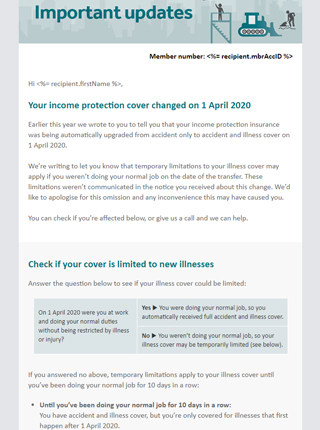 Important updates
Member number: <%= recipient.mbrAccID %>
Hi <%= recipient.firstName %>,
Your income protection cover changed on 1 April 2020
Earlier this year we wrote to you to tell you that your income protection insurance
was being automatically upgraded from accident only to accident and illness cover on
1 April 2020.
We're writing to let you know that temporary limitations to your illness cover may
apply if you weren't doing your normal job on the date of the transfer. These
limitations weren't communicated in the notice you received about this change. We'd
like to apologise for this omission and any inconvenience this may have caused you.
You can check if you're affected below, or give us a call and we can help.
Check if your cover is limited to new illnesses
Answer the question below to see if your illness cover could be limited:
On 1 April 2020 were you at work
and doing your normal duties
without being restricted by illness
or injury?
Yes ▶ You were doing your normal job, so you
automatically received full accident and illness cover.
No ▶ You weren't doing your normal job, so your
illness cover may be temporarily limited (see below).
If you answered no above, temporary limitations apply to your illness cover until
you've been doing your normal job for 10 days in a row:
• Until you've been doing your normal job for 10 days in a row:
You have accident and illness cover, but you're only covered for illnesses that first
happen after 1 April 2020.